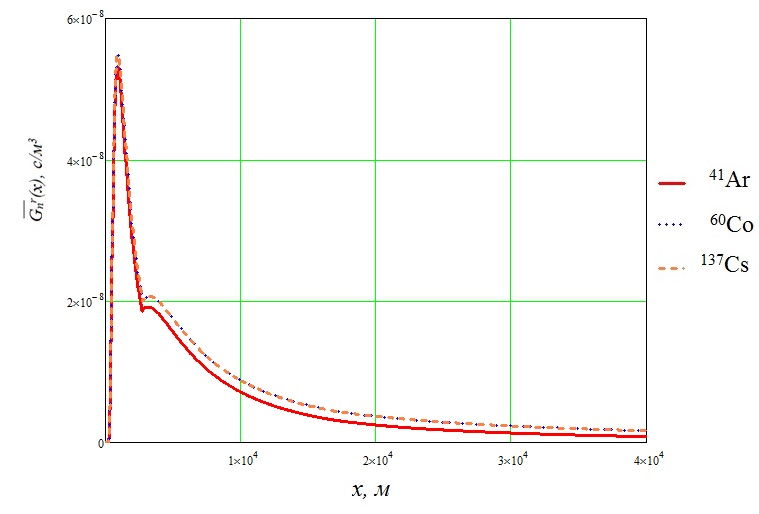 6×10⁻⁸
4×10⁻⁸
2×10⁻⁸
0
G̅ₙʳ(x), с/м³
1×10⁴
2×10⁴
3×10⁴
4×10⁴
x, м
⁴¹Ar
⁶⁰Co
¹³⁷Cs